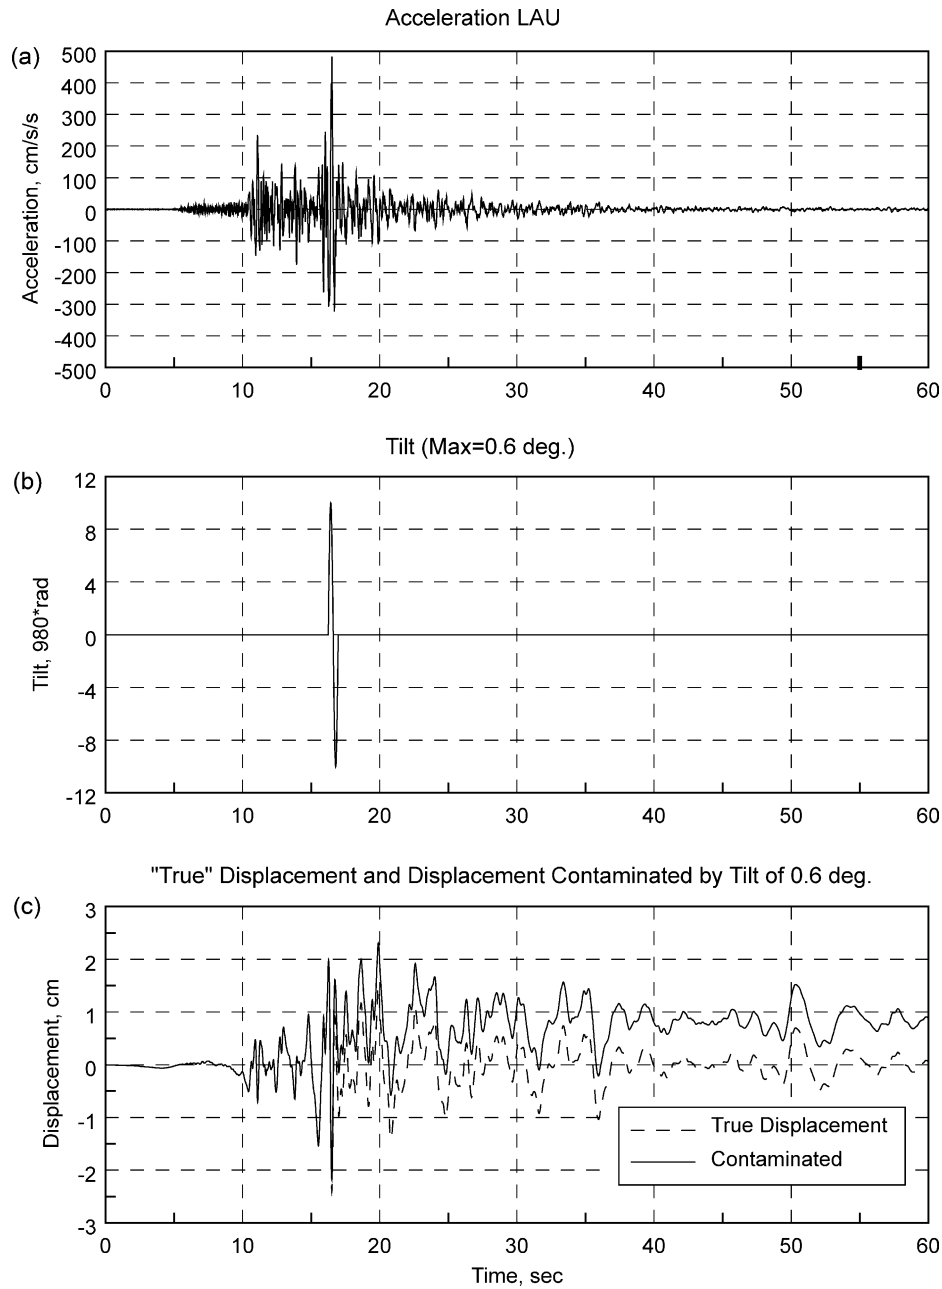 Acceleration LAU
(a)
500
400
300
200
100
0
-100
-200
-300
-400
-500
Acceleration, cm/s/s
0 10 20 30 40 50 60
Tilt (Max=0.6 deg.)
(b)
12
8
4
0
-4
-8
-12
Tilt, 980*rad
0 10 20 30 40 50 60
"True" Displacement and Displacement Contaminated by Tilt of 0.6 deg.
(c)
3
2
1
0
-1
-2
-3
Displacement, cm
True Displacement
Contaminated
0 10 20 30 40 50 60
Time, sec